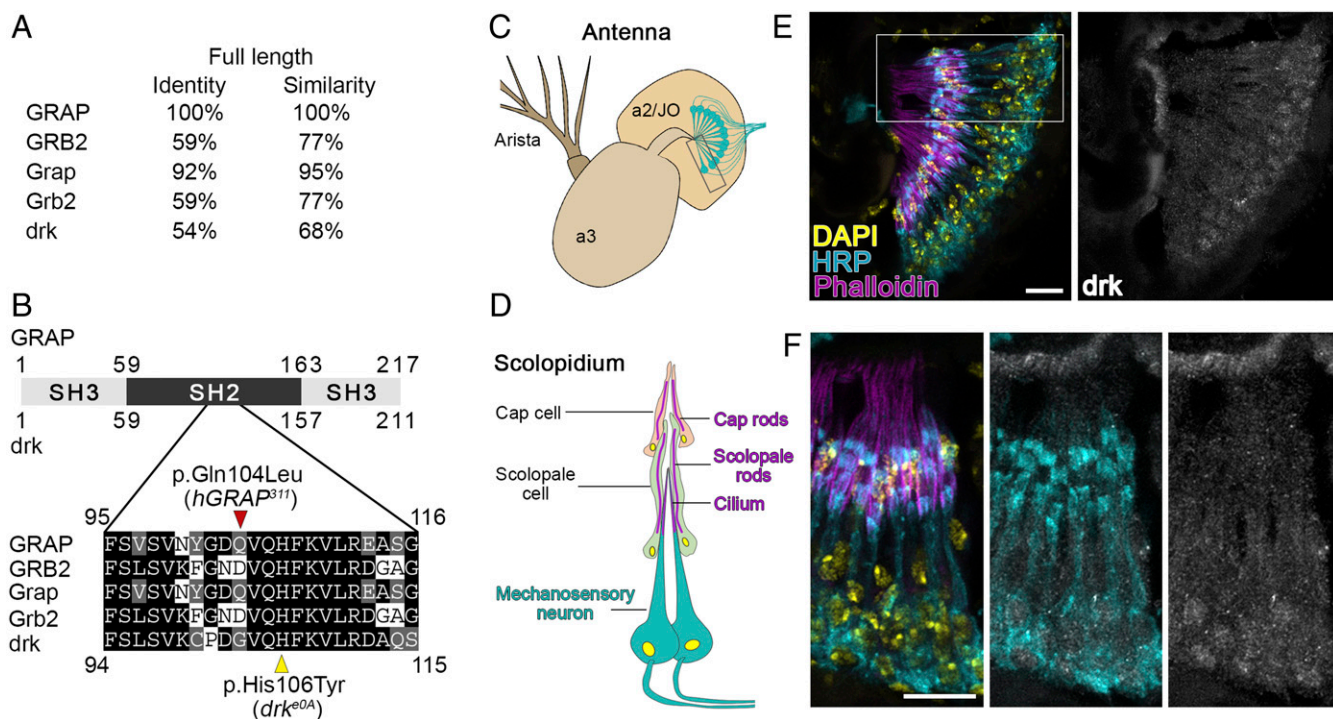 A
Full length
Identity Similarity
GRAP 100% 100%
GRB2 59% 77%
Grap 92% 95%
Grb2 59% 77%
drk 54% 68%
B
GRAP
1 59 163 217
SH3 SH2 SH3
1 59 157 211
drk
p.Gln104Leu
(hGRAP³¹¹)
95 116
GRAP FSVSVNYGDQVQHFKVLREASG
GRB2 FSLSVKFGNDVQHFKVLRDGAG
Grap FSVSVNYGDQVQHFKVLREASG
Grb2 FSLSVKFGNDVQHFKVLRDGAG
drk FSLSVKCPDGVQHFKVLRDAQS
94 115
p.His106Tyr
(drkᵉ⁰ᴬ)
C
Antenna
Arista
a2/JO
a3
D
Scolopidium
Cap cell
Cap rods
Scolopale
cell
Scolopale
rods
Cilium
Mechanosensory
neuron
E
DAPI
HRP
Phalloidin
drk
F